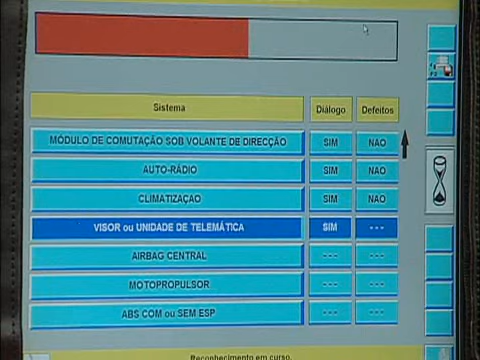 Sistema Diálogo Defeitos
MÓDULO DE COMUTAÇÃO SOB VOLANTE DE DIRECÇÃO SIM NAO
AUTO-RÁDIO SIM NAO
CLIMATIZAÇAO SIM NAO
VISOR ou UNIDADE DE TELEMÁTICA SIM ---
AIRBAG CENTRAL --- ---
MOTOPROPULSOR --- ---
ABS COM ou SEM ESP --- ---
Reconhecimento em curso.